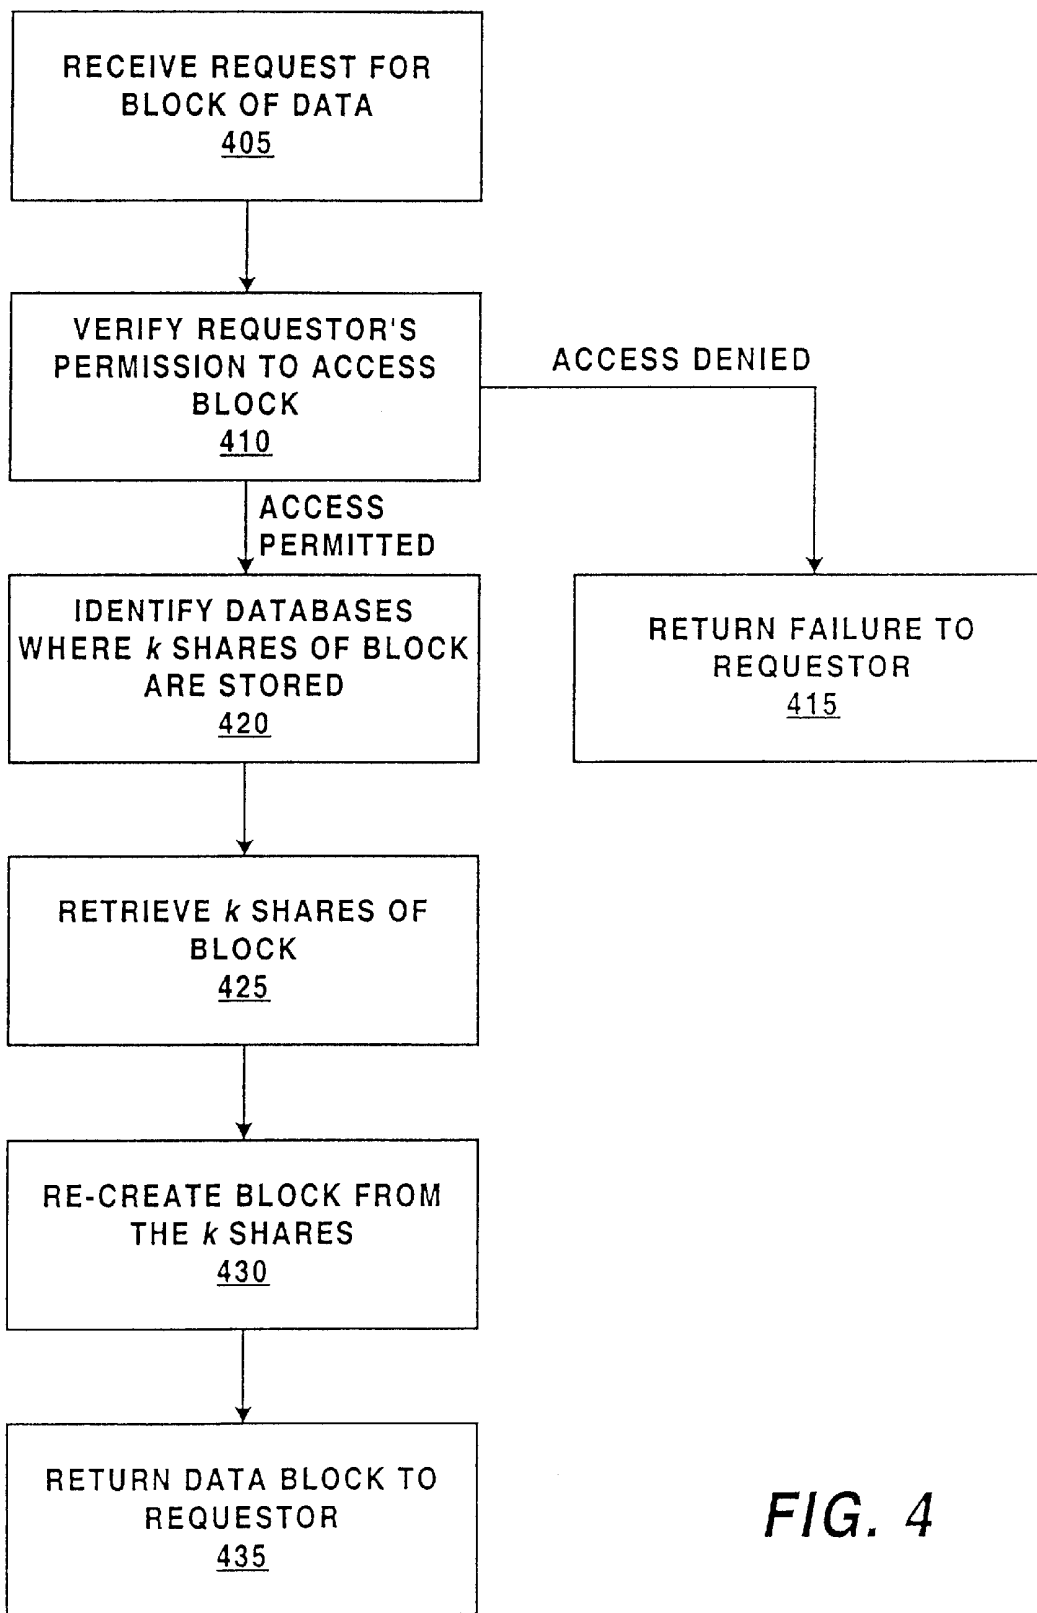 RECEIVE REQUEST FOR
BLOCK OF DATA
405
VERIFY REQUESTOR'S
PERMISSION TO ACCESS
BLOCK
410
ACCESS DENIED
ACCESS
PERMITTED
IDENTIFY DATABASES
WHERE k SHARES OF BLOCK
ARE STORED
420
RETURN FAILURE TO
REQUESTOR
415
RETRIEVE k SHARES OF
BLOCK
425
RE-CREATE BLOCK FROM
THE k SHARES
430
RETURN DATA BLOCK TO
REQUESTOR
435
FIG. 4